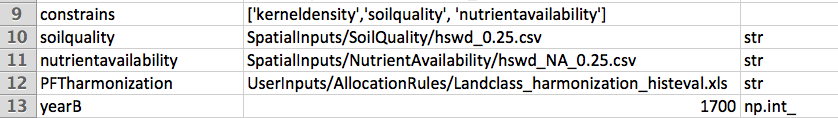 9 constrains ['kerneldensity','soilquality', 'nutrientavailability']
10 soilquality SpatialInputs/SoilQuality/hswd_0.25.csv str
11 nutrientavailability SpatialInputs/NutrientAvailability/hswd_NA_0.25.csv str
12 PFTharmonization UserInputs/AllocationRules/Landclass_harmonization_histeval.xls str
13 yearB 1700 np.int_